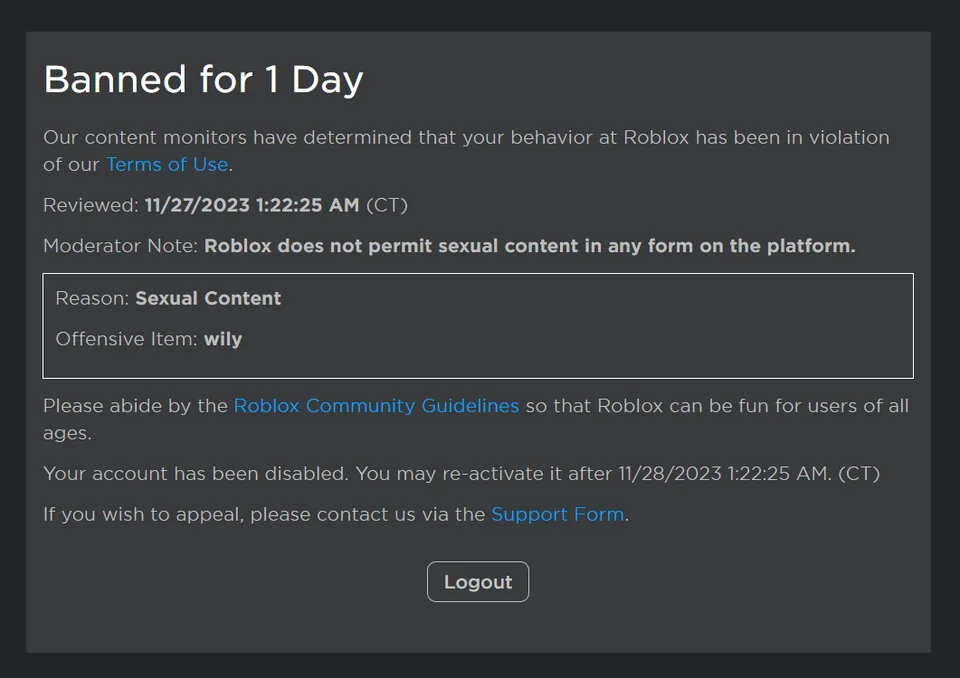 Banned for 1 Day
Our content monitors have determined that your behavior at Roblox has been in violation
of our Terms of Use.
Reviewed: 11/27/2023 1:22:25 AM (CT)
Moderator Note: Roblox does not permit sexual content in any form on the platform.
Reason: Sexual Content
Offensive Item: wily
Please abide by the Roblox Community Guidelines so that Roblox can be fun for users of all
ages.
Your account has been disabled. You may re-activate it after 11/28/2023 1:22:25 AM. (CT)
If you wish to appeal, please contact us via the Support Form.
Logout